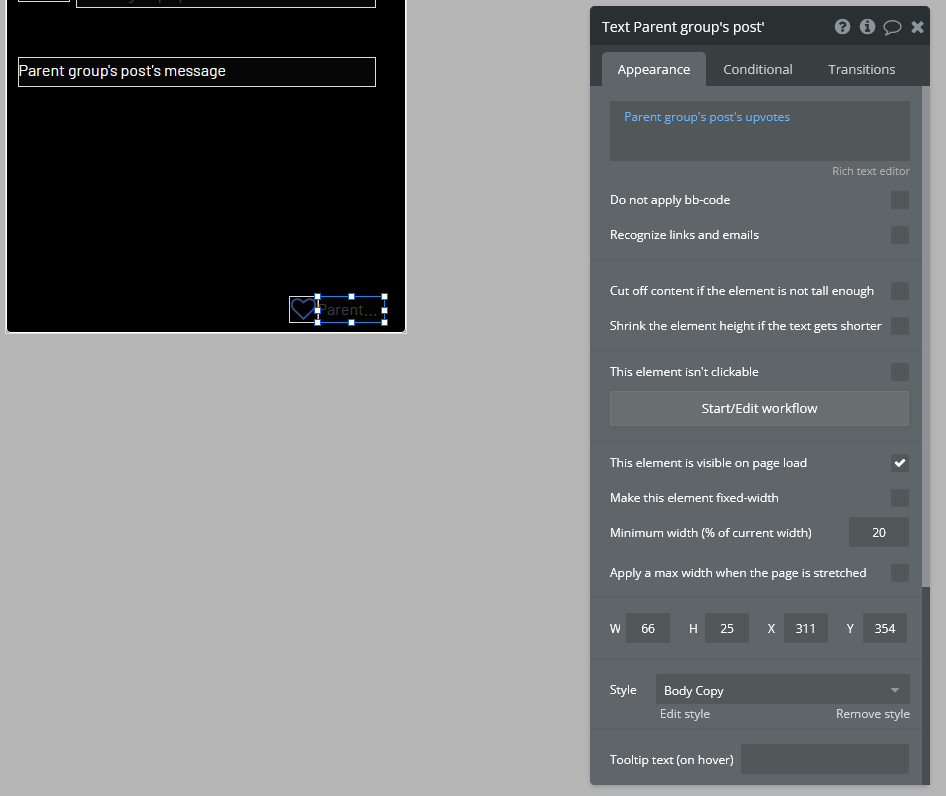 Parent group's post's message
Parent...
Text Parent group's post'
Appearance Conditional Transitions
Parent group's post's upvotes
Rich text editor
Do not apply bb-code
Recognize links and emails
Cut off content if the element is not tall enough
Shrink the element height if the text gets shorter
This element isn't clickable
Start/Edit workflow
This element is visible on page load
Make this element fixed-width
Minimum width (% of current width) 20
Apply a max width when the page is stretched
W 66 H 25 X 311 Y 354
Style Body Copy
Edit style Remove style
Tooltip text (on hover)